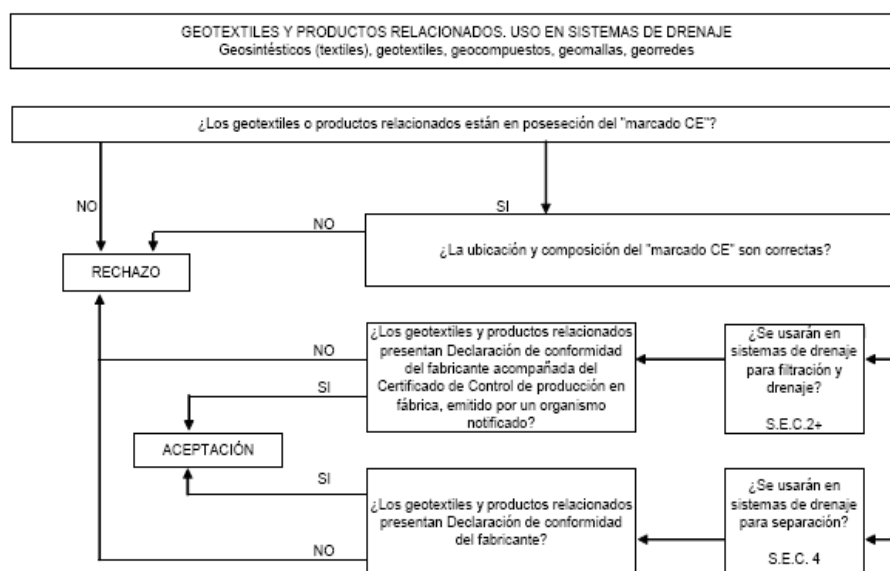 GEOTEXTILES Y PRODUCTOS RELACIONADOS. USO EN SISTEMAS DE DRENAJE
Geosintésticos (textiles), geotextiles, geocompuestos, geomallas, georredes
¿Los geotextiles o productos relacionados están en poseseción del "marcado CE"?
NO
SI
NO
¿La ubicación y composición del "marcado CE" son correctas?
RECHAZO
¿Los geotextiles y productos relacionados
presentan Declaración de conformidad
del fabricante acompañada del
Certificado de Control de producción en
fábrica, emitido por un organismo
notificado?
¿Se usarán en
sistemas de drenaje
para filtración y
drenaje?
S.E.C.2+
NO
SI
ACEPTACIÓN
SI
¿Los geotextiles y productos relacionados
presentan Declaración de conformidad
del fabricante?
¿Se usarán en
sistemas de drenaje
para separación?
S.E.C. 4
NO